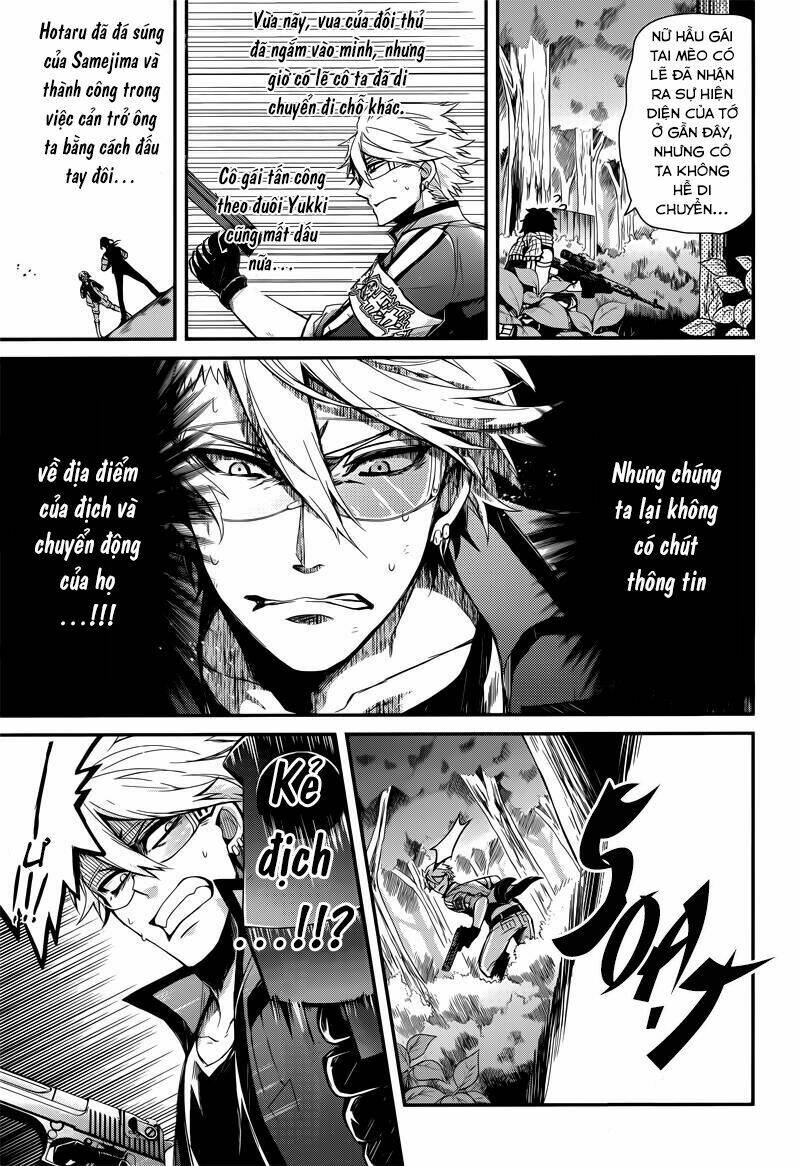 NỮ HẦU GÁI
TAI MÈO CÓ
LẼ ĐÃ NHẬN
RA SỰ HIỆN
DIỆN CỦA TỚ
Ở GẦN ĐÂY,
NHƯNG CÔ
TA KHÔNG
HỀ DI
CHUYỂN...
Vừa nãy, vua của đối thủ
đã ngắm vào mình, nhưng
giờ có lẽ cô ta đã di
chuyển đi chỗ khác.
Cô gái tấn công
theo đuôi Yukki
cũng mất dấu
nữa...
Hotaru đã đá súng
của Samejima và
thành công trong
việc cản trở ông
ta bằng cách đấu
tay đôi...
Nhưng chúng
ta lại không
có chút
thông tin
về địa điểm
của địch và
chuyển động
của họ
...!!!
SOẠT
Kẻ
địch
...!!?
Ư
!!!